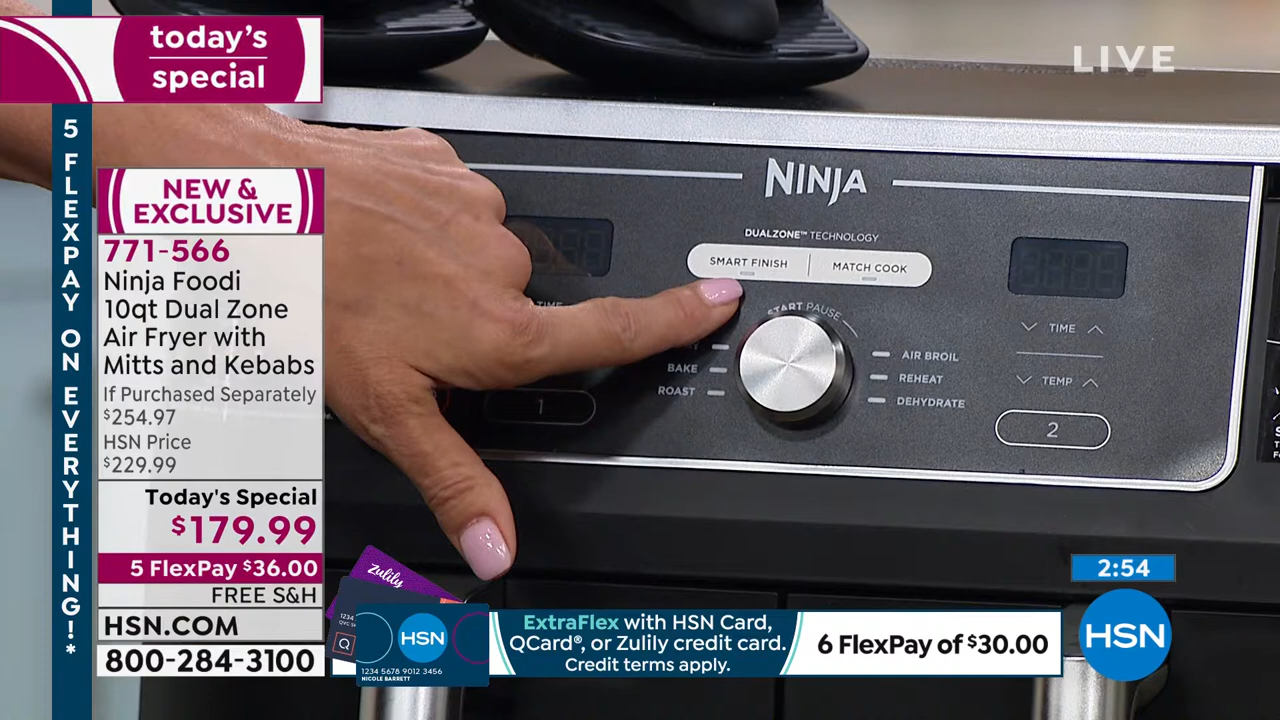 today's
special
LIVE
5 FLEXPAY ON EVERYTHING!*
NEW &
EXCLUSIVE
771-566
Ninja Foodi
10qt Dual Zone
Air Fryer with
Mitts and Kebabs
If Purchased Separately
$254.97
HSN Price
$229.99
Today's Special
$179.99
5 FlexPay $36.00
FREE S&H
HSN.COM
800-284-3100
NINJA
DUALZONE™ TECHNOLOGY
SMART FINISH
MATCH COOK
START PAUSE
TIME
BAKE
ROAST
1
AIR BROIL
REHEAT
DEHYDRATE
TIME
TEMP
2
Zulily
1234
Q
HSN
1234 5678 9012 3456
NICOLE BARRETT
ExtraFlex with HSN Card,
QCard®, or Zulily credit card.
Credit terms apply.
6 FlexPay of $30.00
2:54
HSN